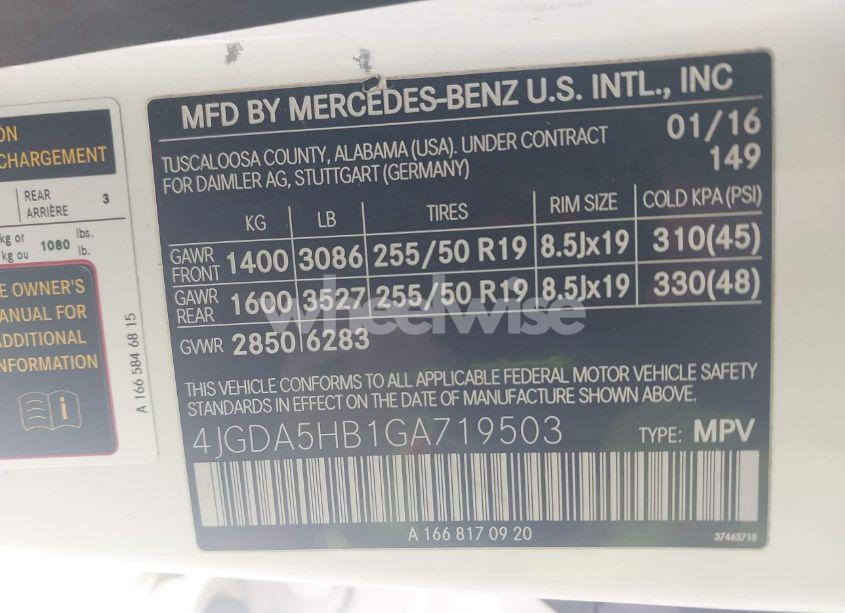 ON
CHARGEMENT
REAR
ARRIÈRE 3
kg or 1080 lbs.
kg ou lb.
E OWNER'S
MANUAL FOR
ADDITIONAL
INFORMATION
A 166 584 68 15
MFD BY MERCEDES-BENZ U.S. INTL., INC
TUSCALOOSA COUNTY, ALABAMA (USA). UNDER CONTRACT
FOR DAIMLER AG, STUTTGART (GERMANY)
01/16
149
KG LB TIRES RIM SIZE COLD KPA(PSI)
GAWR FRONT 1400 3086 255/50 R19 8.5Jx19 310(45)
GAWR REAR 1600 3527 255/50 R19 8.5Jx19 330(48)
GVWR 2850 6283
wheelwise
THIS VEHICLE CONFORMS TO ALL APPLICABLE FEDERAL MOTOR VEHICLE SAFETY
STANDARDS IN EFFECT ON THE DATE OF MANUFACTURE SHOWN ABOVE.
4JGDA5HB1GA719503 TYPE: MPV
A 166 817 09 20
37463718